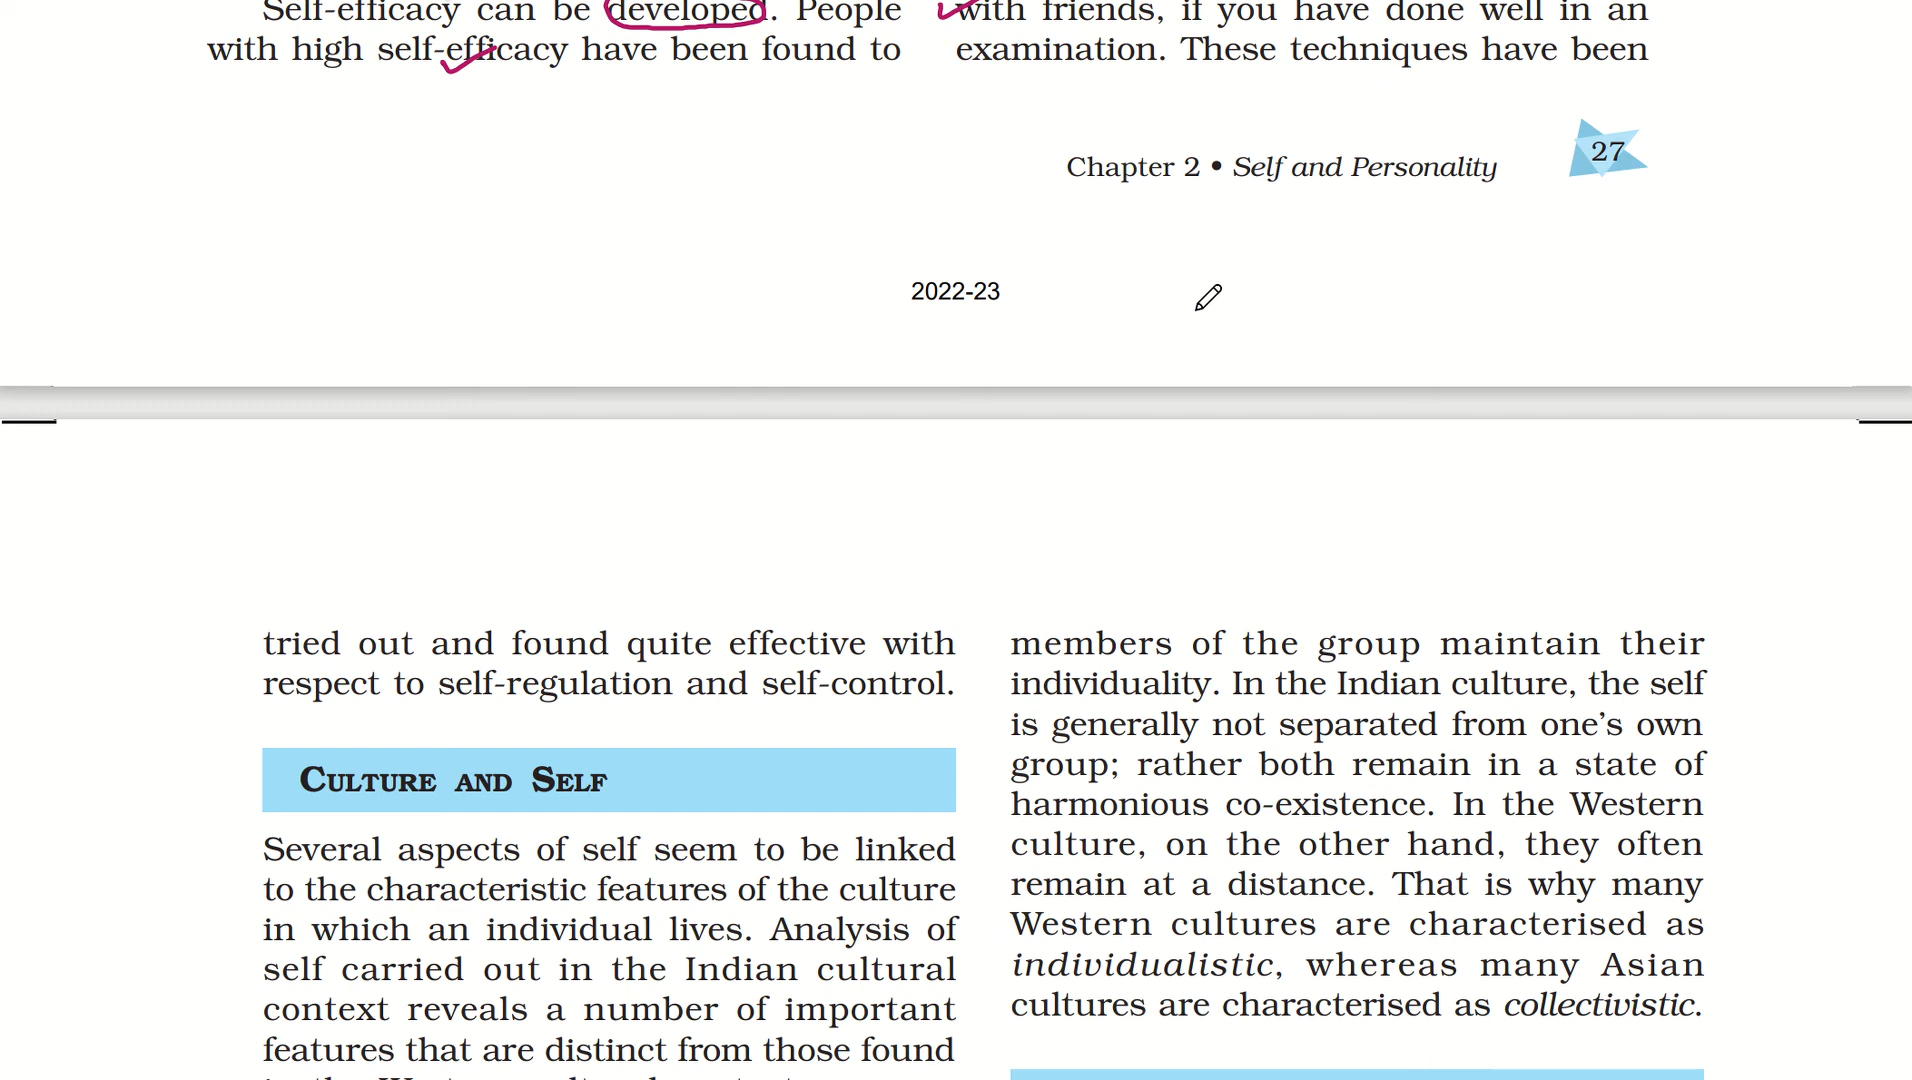 Self-efficacy can be developed. People
with high self-efficacy have been found to
with friends, if you have done well in an
examination. These techniques have been
Chapter 2 • Self and Personality
27
2022-23
tried out and found quite effective with
respect to self-regulation and self-control.
CULTURE AND SELF
Several aspects of self seem to be linked
to the characteristic features of the culture
in which an individual lives. Analysis of
self carried out in the Indian cultural
context reveals a number of important
features that are distinct from those found
members of the group maintain their
individuality. In the Indian culture, the self
is generally not separated from one’s own
group; rather both remain in a state of
harmonious co-existence. In the Western
culture, on the other hand, they often
remain at a distance. That is why many
Western cultures are characterised as
individualistic, whereas many Asian
cultures are characterised as collectivistic.